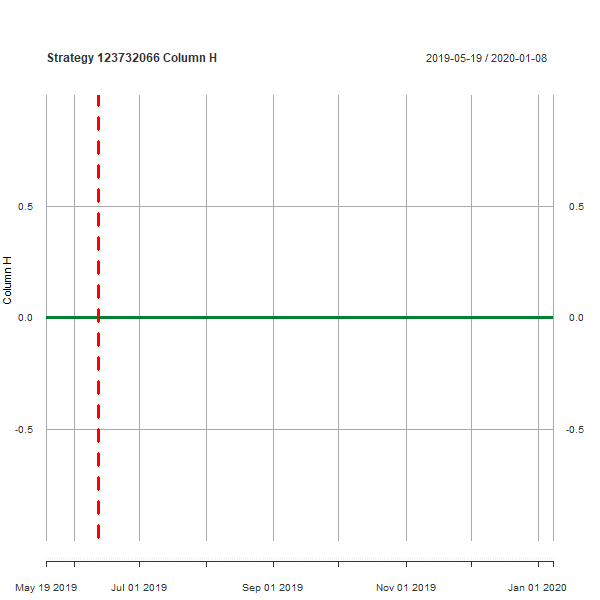 Strategy 123732066 Column H
2019-05-19 / 2020-01-08
0.5
0.5
Column H
0.0
0.0
-0.5
-0.5
May 19 2019
Jul 01 2019
Sep 01 2019
Nov 01 2019
Jan 01 2020